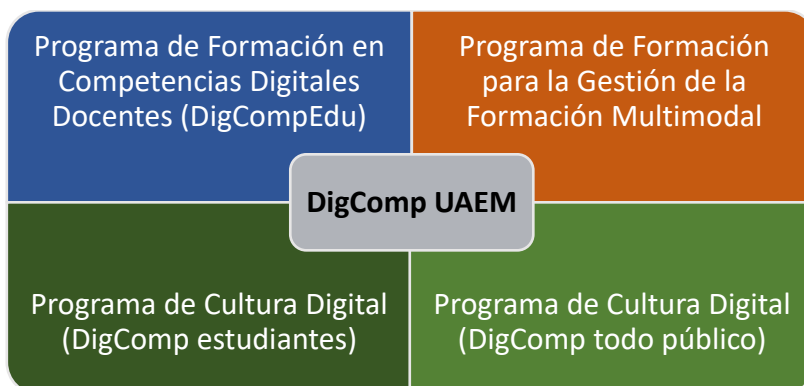 Programa de Formación en
Competencias Digitales
Docentes (DigCompEdu)
Programa de Formación
para la Gestión de la
Formación Multimodal
DigComp UAEM
Programa de Cultura Digital
(DigComp estudiantes)
Programa de Cultura Digital
(DigComp todo público)